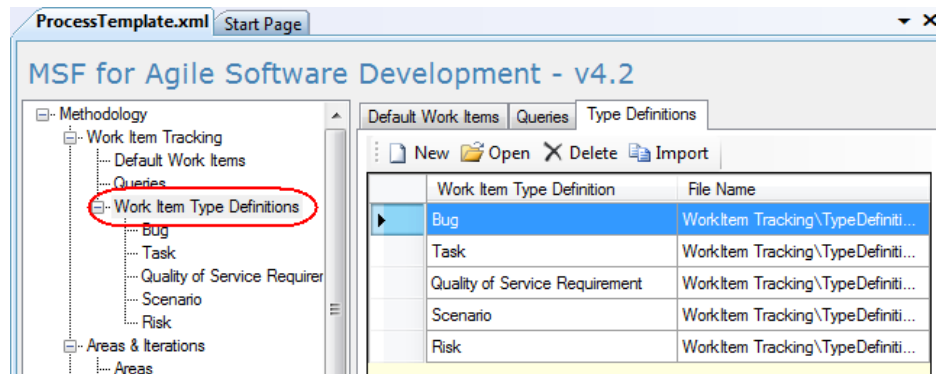 ProcessTemplate.xml Start Page
MSF for Agile Software Development - v4.2
Methodology
Work Item Tracking
Default Work Items
Queries
Work Item Type Definitions
Bug
Task
Quality of Service Requirer
Scenario
Risk
Areas & Iterations
Areas
Default Work Items Queries Type Definitions
New Open Delete Import
Work Item Type Definition File Name
Bug WorkItem Tracking\TypeDefiniti...
Task WorkItem Tracking\TypeDefiniti...
Quality of Service Requirement WorkItem Tracking\TypeDefiniti...
Scenario WorkItem Tracking\TypeDefiniti...
Risk WorkItem Tracking\TypeDefiniti...